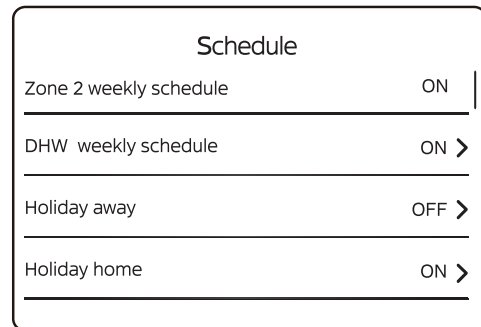 Schedule
Zone 2 weekly schedule ON
DHW weekly schedule ON
Holiday away OFF
Holiday home ON